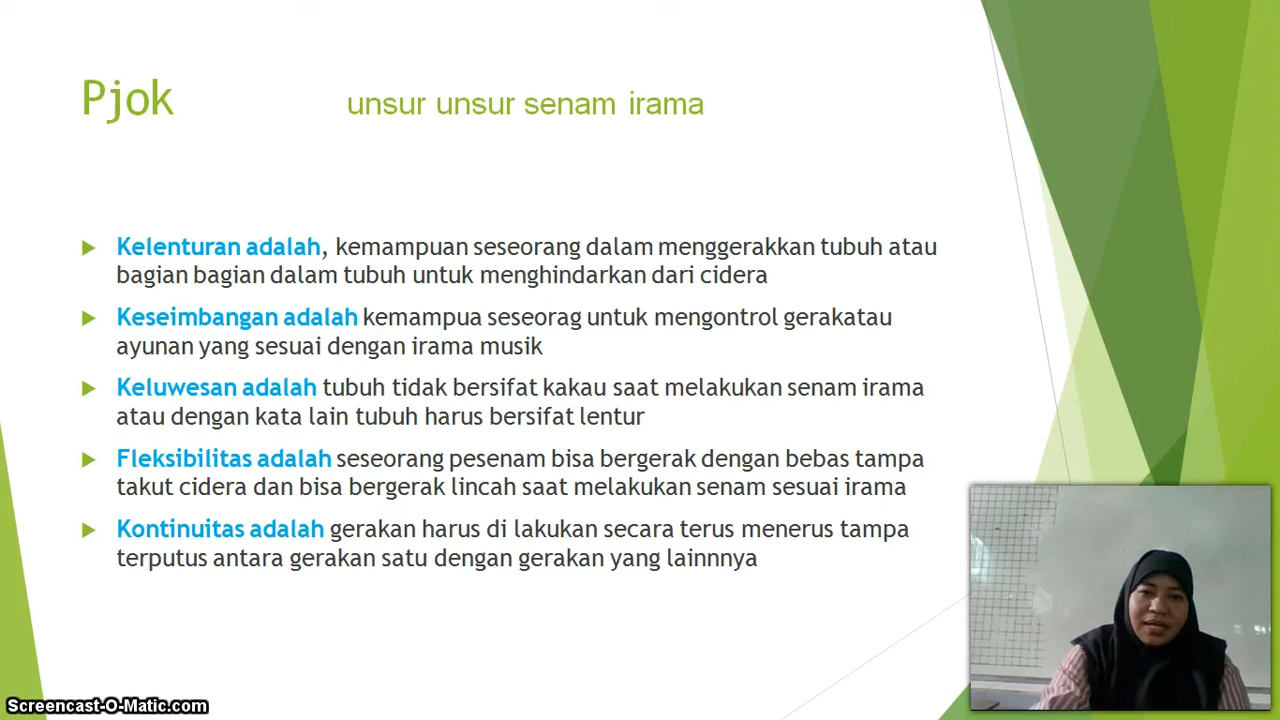 Pjok unsur unsur senam irama
Kelenturan adalah, kemampuan seseorang dalam menggerakkan tubuh atau
bagian bagian dalam tubuh untuk menghindarkan dari cidera
Keseimbangan adalah kemampua seseorag untuk mengontrol gerakatau
ayunan yang sesuai dengan irama musik
Keluwesan adalah tubuh tidak bersifat kakau saat melakukan senam irama
atau dengan kata lain tubuh harus bersifat lentur
Fleksibilitas adalah seseorang pesenam bisa bergerak dengan bebas tampa
takut cidera dan bisa bergerak lincah saat melakukan senam sesuai irama
Kontinuitas adalah gerakan harus di lakukan secara terus menerus tampa
terputus antara gerakan satu dengan gerakan yang lainnnya
Screencast-O-Matic.com